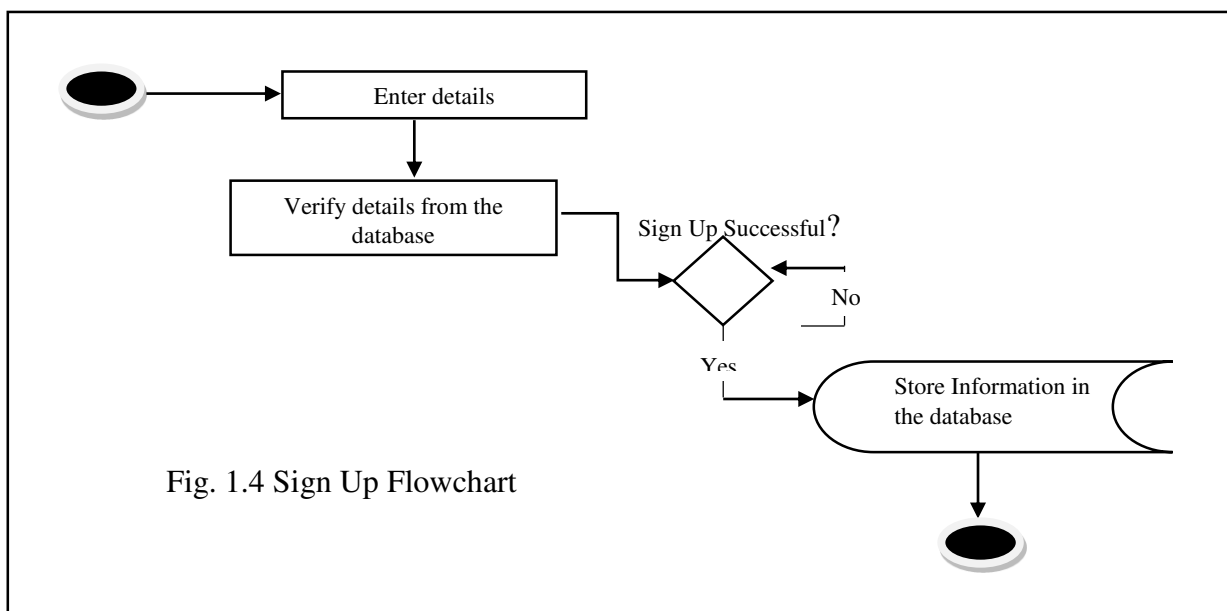 Enter details
Verify details from the
database
Sign Up Successful?
No
Yes
Store Information in
the database
Fig. 1.4 Sign Up Flowchart